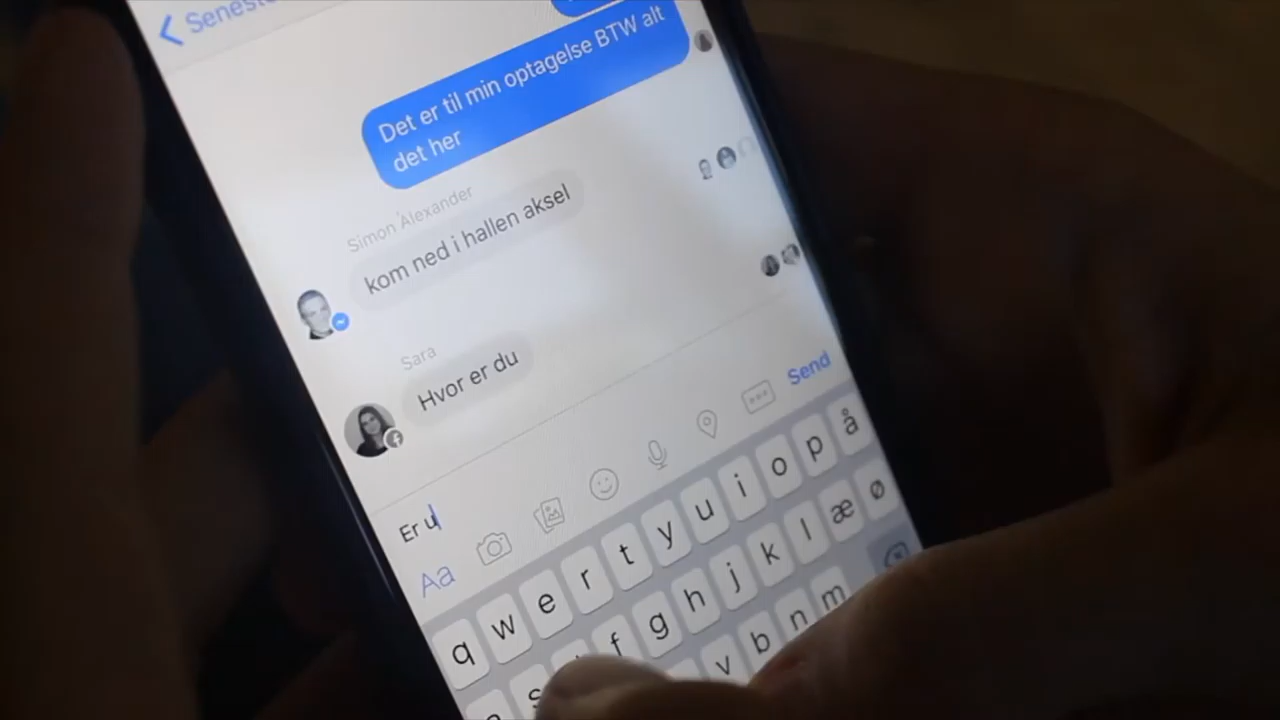 Det er til min optagelse BTW alt
det her
Simon Alexander
kom ned i hallen aksel
Sara
Hvor er du
Er u
Send
Aa
q w e r t y u i o p å
f g h j k l æ ø
v b n m